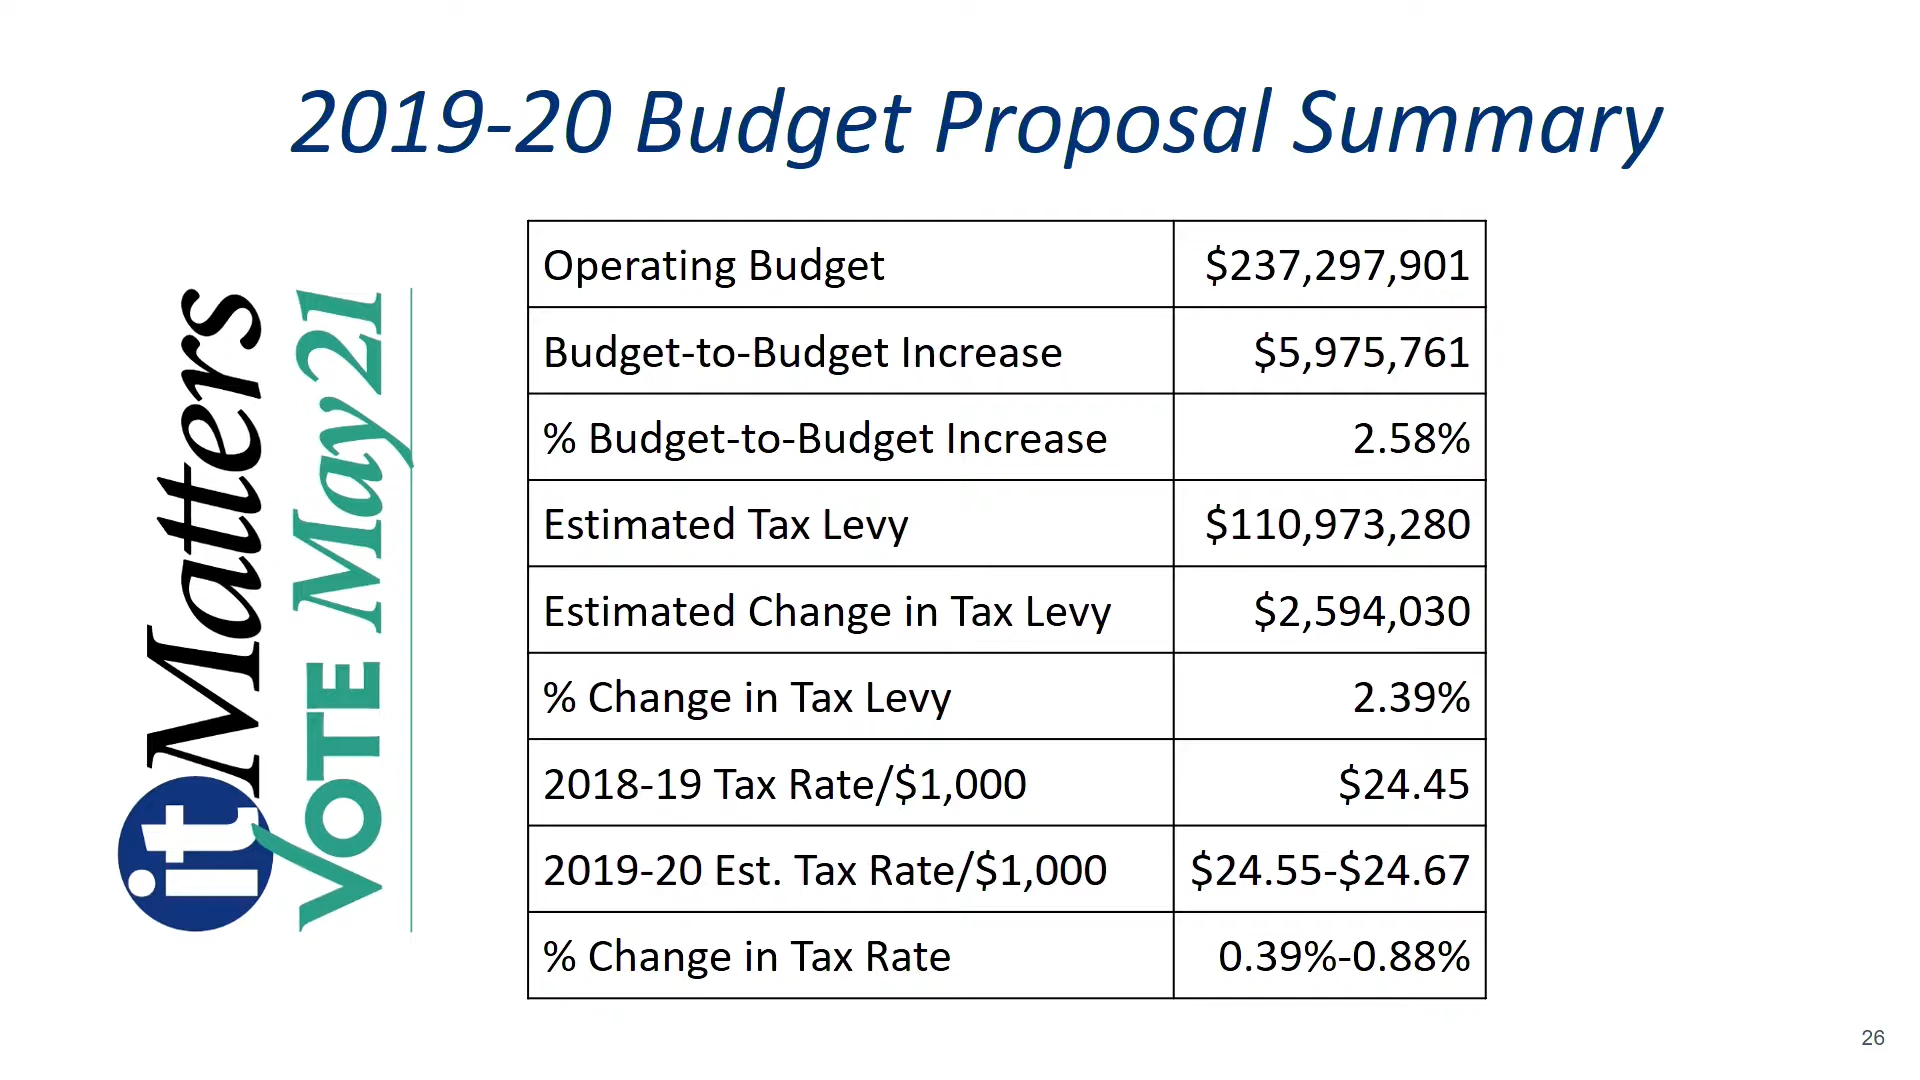 2019-20 Budget Proposal Summary
itMatters
VOTE May 21
Operating Budget $237,297,901
Budget-to-Budget Increase $5,975,761
% Budget-to-Budget Increase 2.58%
Estimated Tax Levy $110,973,280
Estimated Change in Tax Levy $2,594,030
% Change in Tax Levy 2.39%
2018-19 Tax Rate/$1,000 $24.45
2019-20 Est. Tax Rate/$1,000 $24.55-$24.67
% Change in Tax Rate 0.39%-0.88%
26